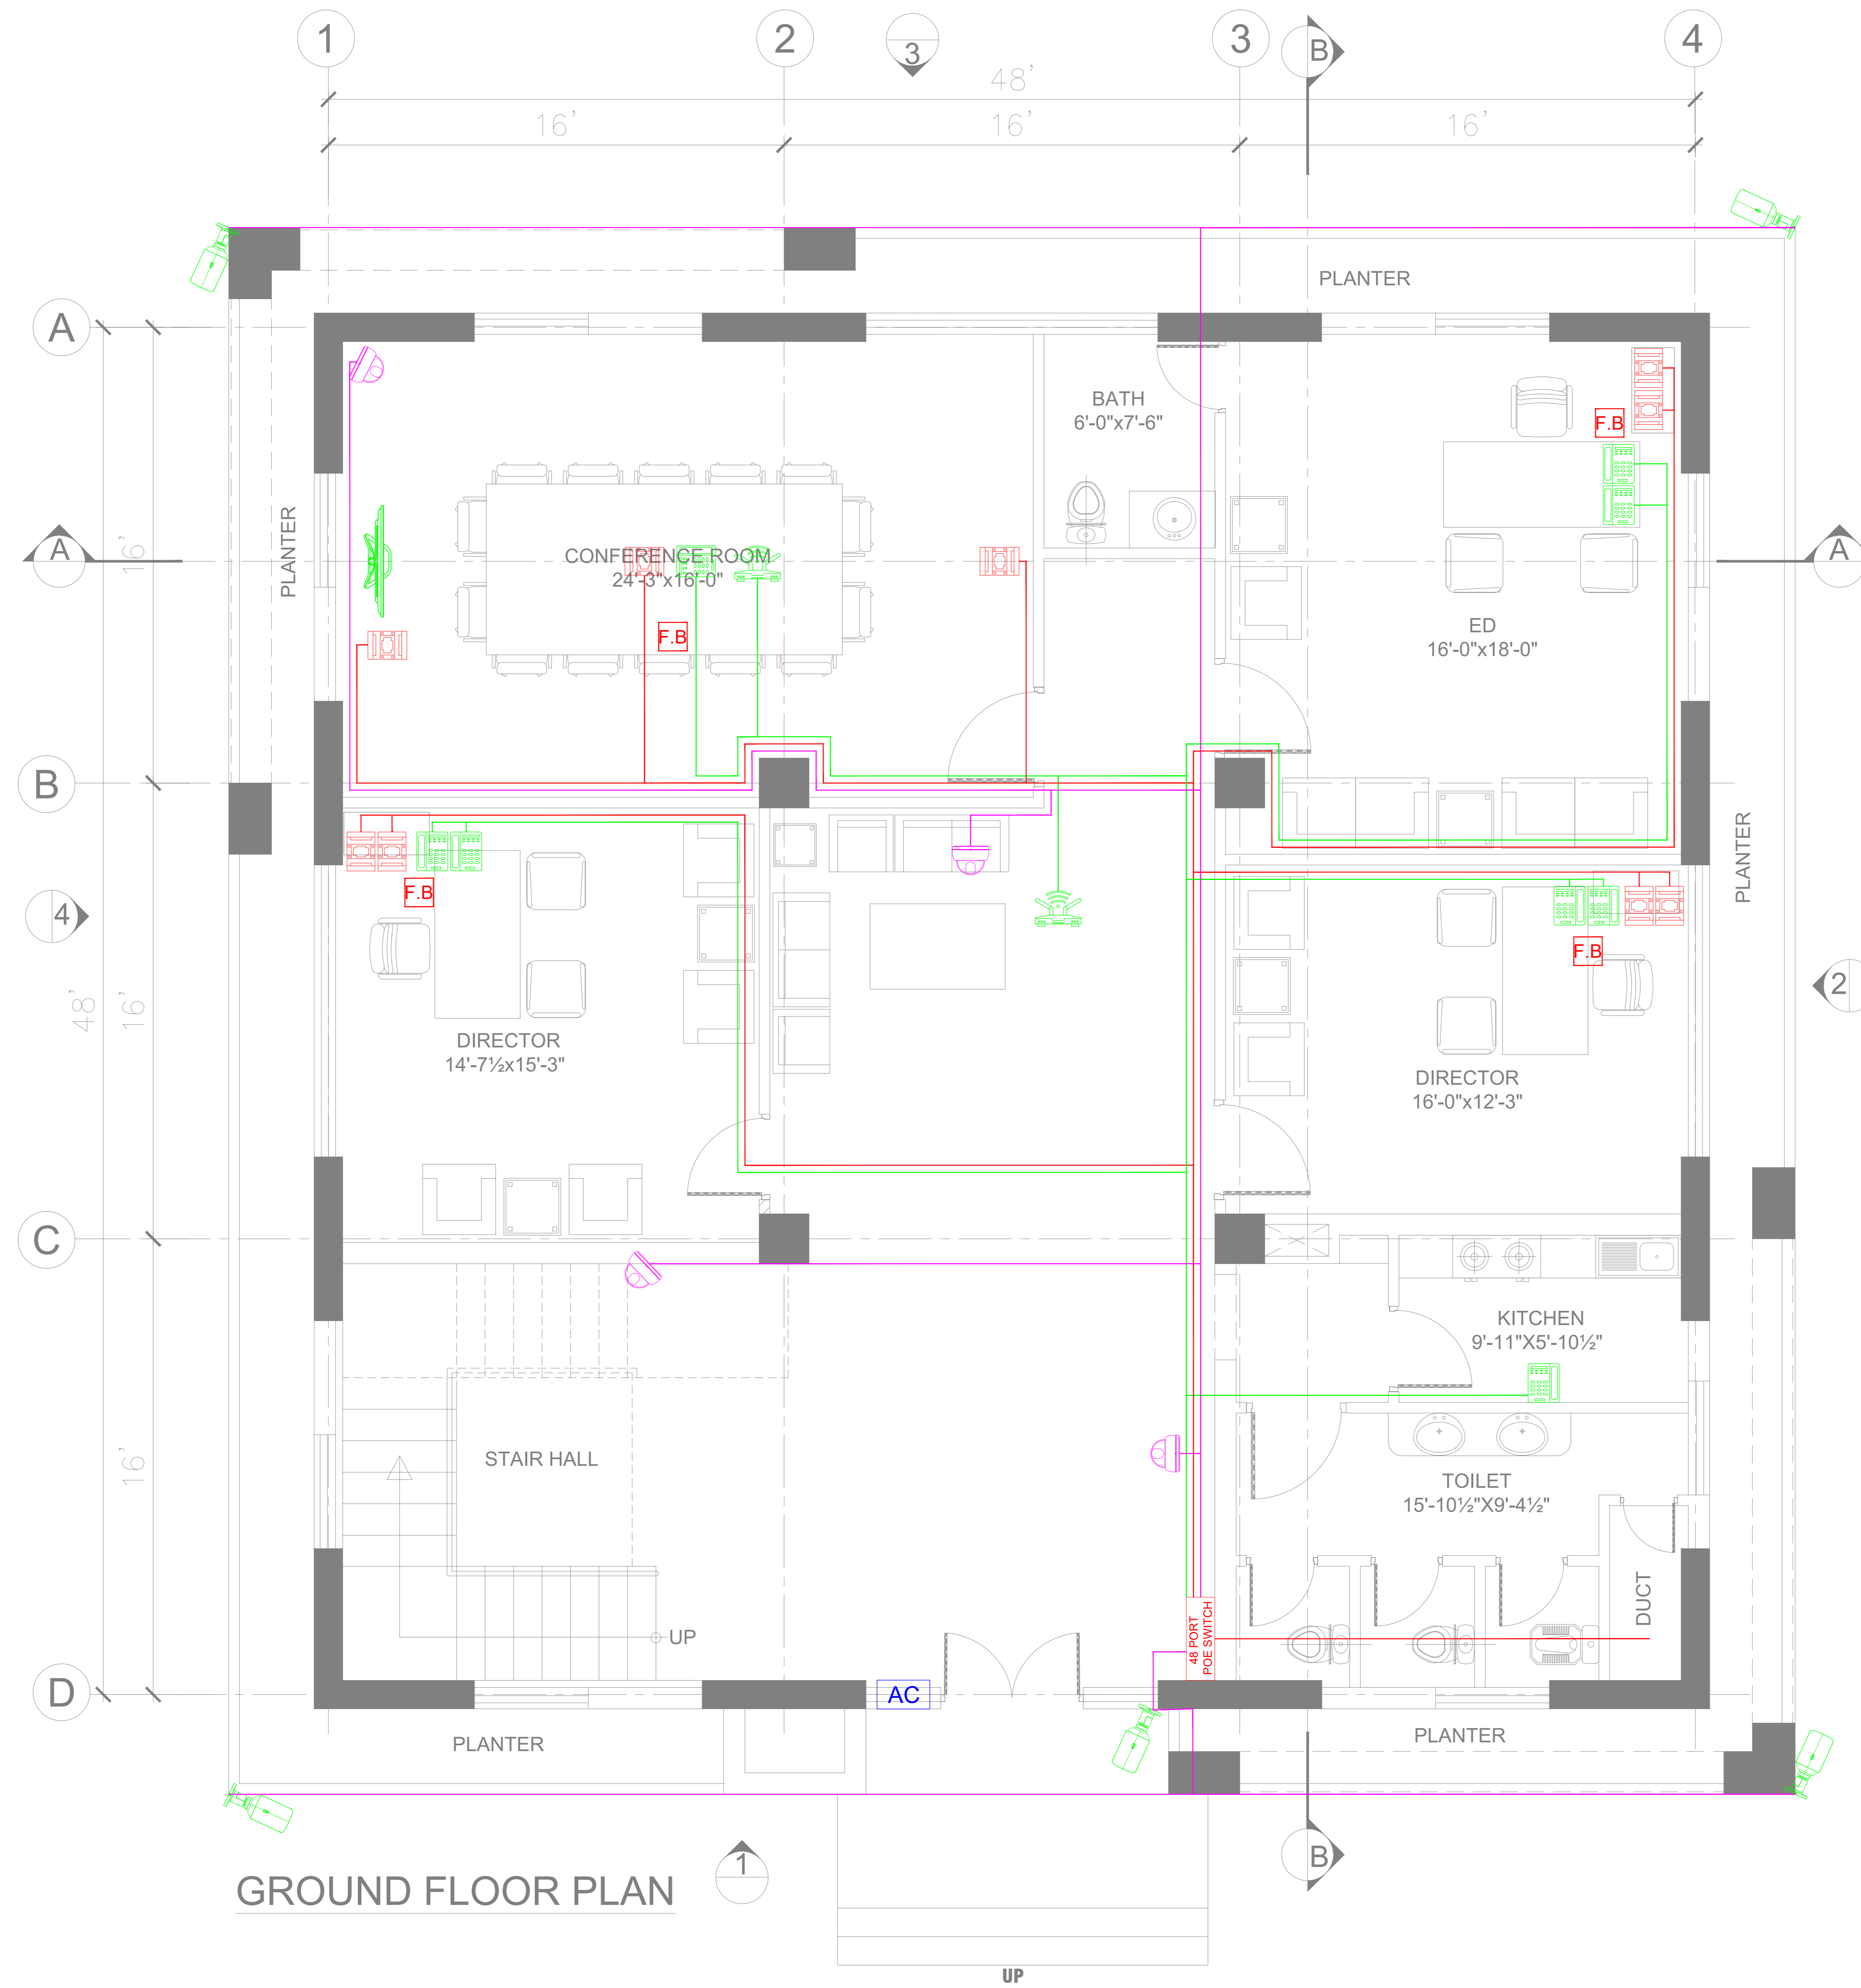 1
2
3
B
4
3
48'
16'
16'
16'
PLANTER
A
BATH
6'-0"x7'-6"
F.B
PLANTER
A
16'
CONFERENCE ROOM
24'-3"x16'-0"
A
F.B
ED
16'-0"x18'-0"
B
F.B
PLANTER
4
F.B
2
48'
16'
DIRECTOR
14'-7½x15'-3"
DIRECTOR
16'-0"x12'-3"
C
KITCHEN
9'-11"X5'-10½"
16'
STAIR HALL
TOILET
15'-10½"X9'-4½"
DUCT
UP
48 PORT
POE SWITCH
D
AC
PLANTER
PLANTER
GROUND FLOOR PLAN
1
B
UP